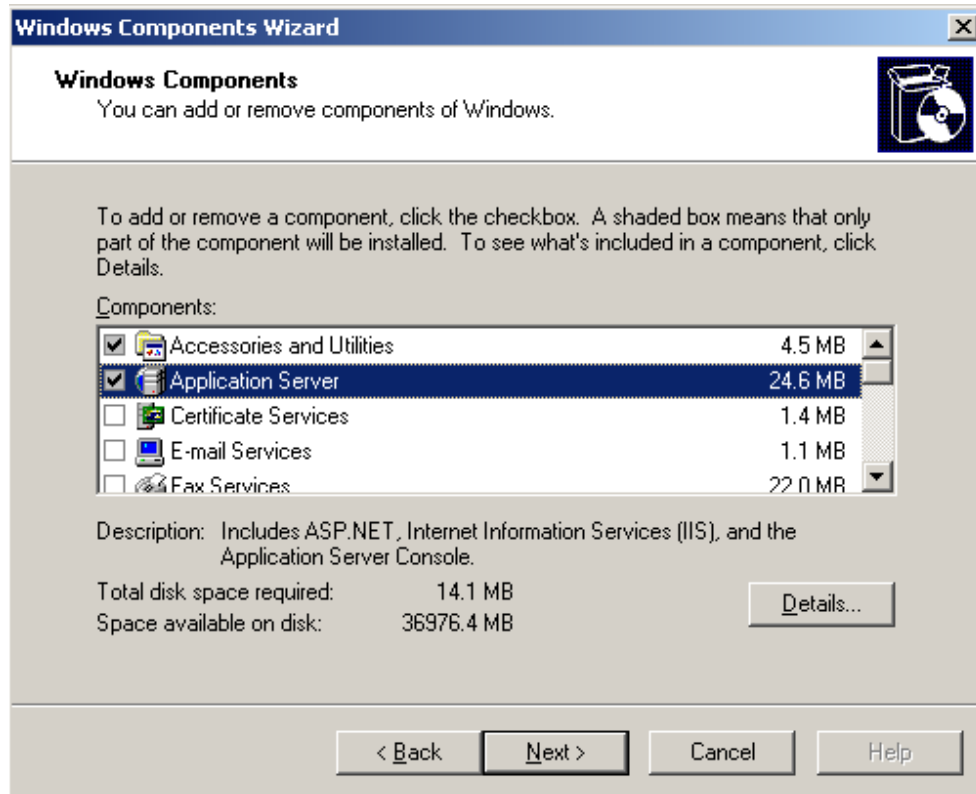 Windows Components Wizard
Windows Components
You can add or remove components of Windows.
To add or remove a component, click the checkbox. A shaded box means that only
part of the component will be installed. To see what's included in a component, click
Details.
Components:
Accessories and Utilities 4.5 MB
Application Server 24.6 MB
Certificate Services 1.4 MB
E-mail Services 1.1 MB
Fax Services 22.0 MB
Description: Includes ASP.NET, Internet Information Services (IIS), and the
Application Server Console.
Total disk space required: 14.1 MB
Space available on disk: 36976.4 MB
Details...
< Back Next > Cancel Help